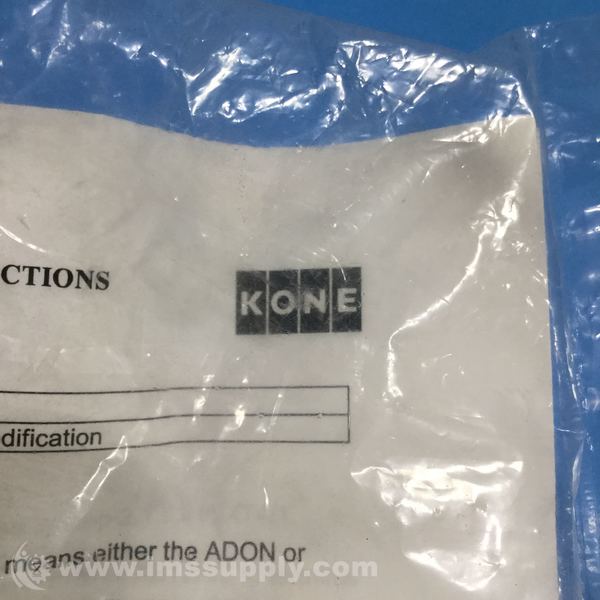 CTIONS
KONE
dification
means either the ADON or
www.imssupply.com